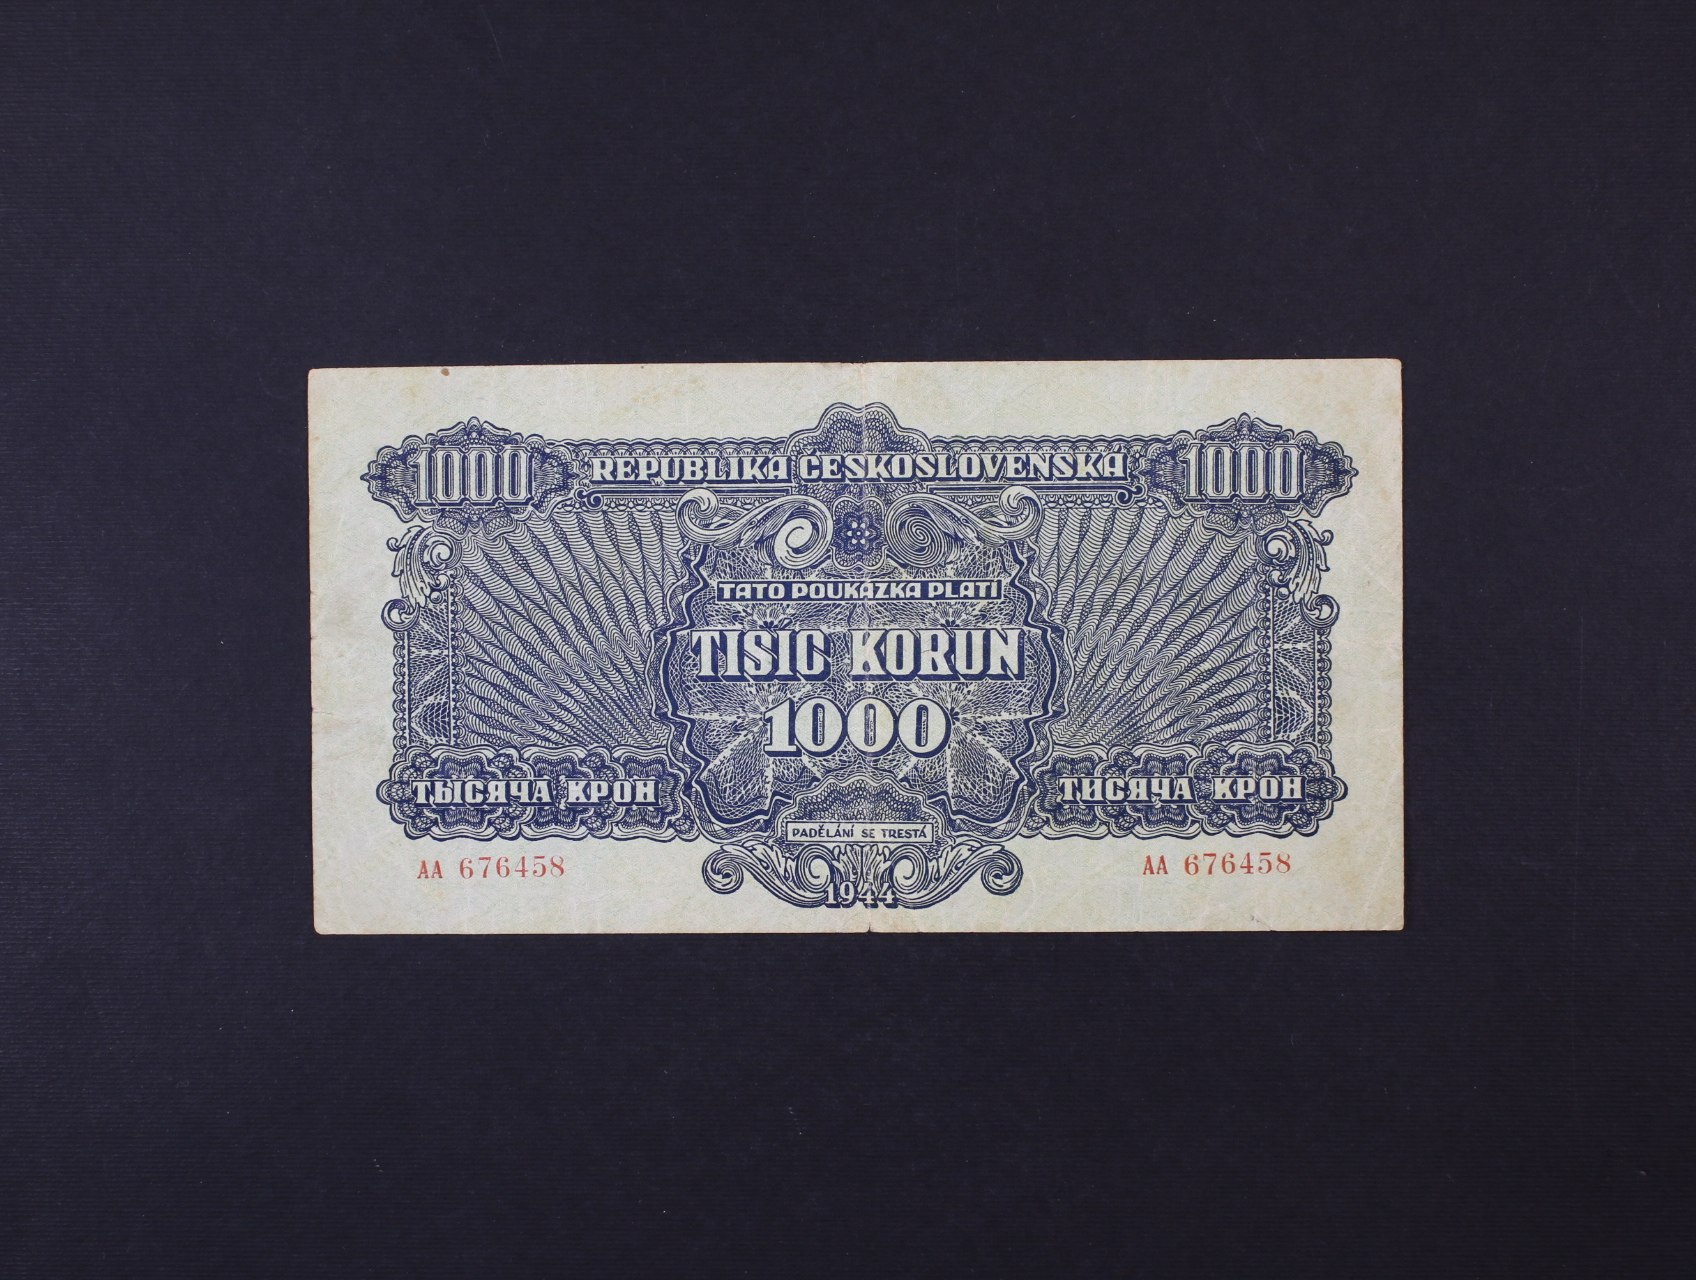 1000 REPUBLIKA ČESKOSLOVENSKÁ 1000
TATO POUKÁZKA PLATÍ
TISÍC KORUN
1000
ТЫСЯЧА КРОН ТИСЯЧА КРОН
PADĚLÁNÍ SE TRESTÁ
AA 676458 AA 676458
1944